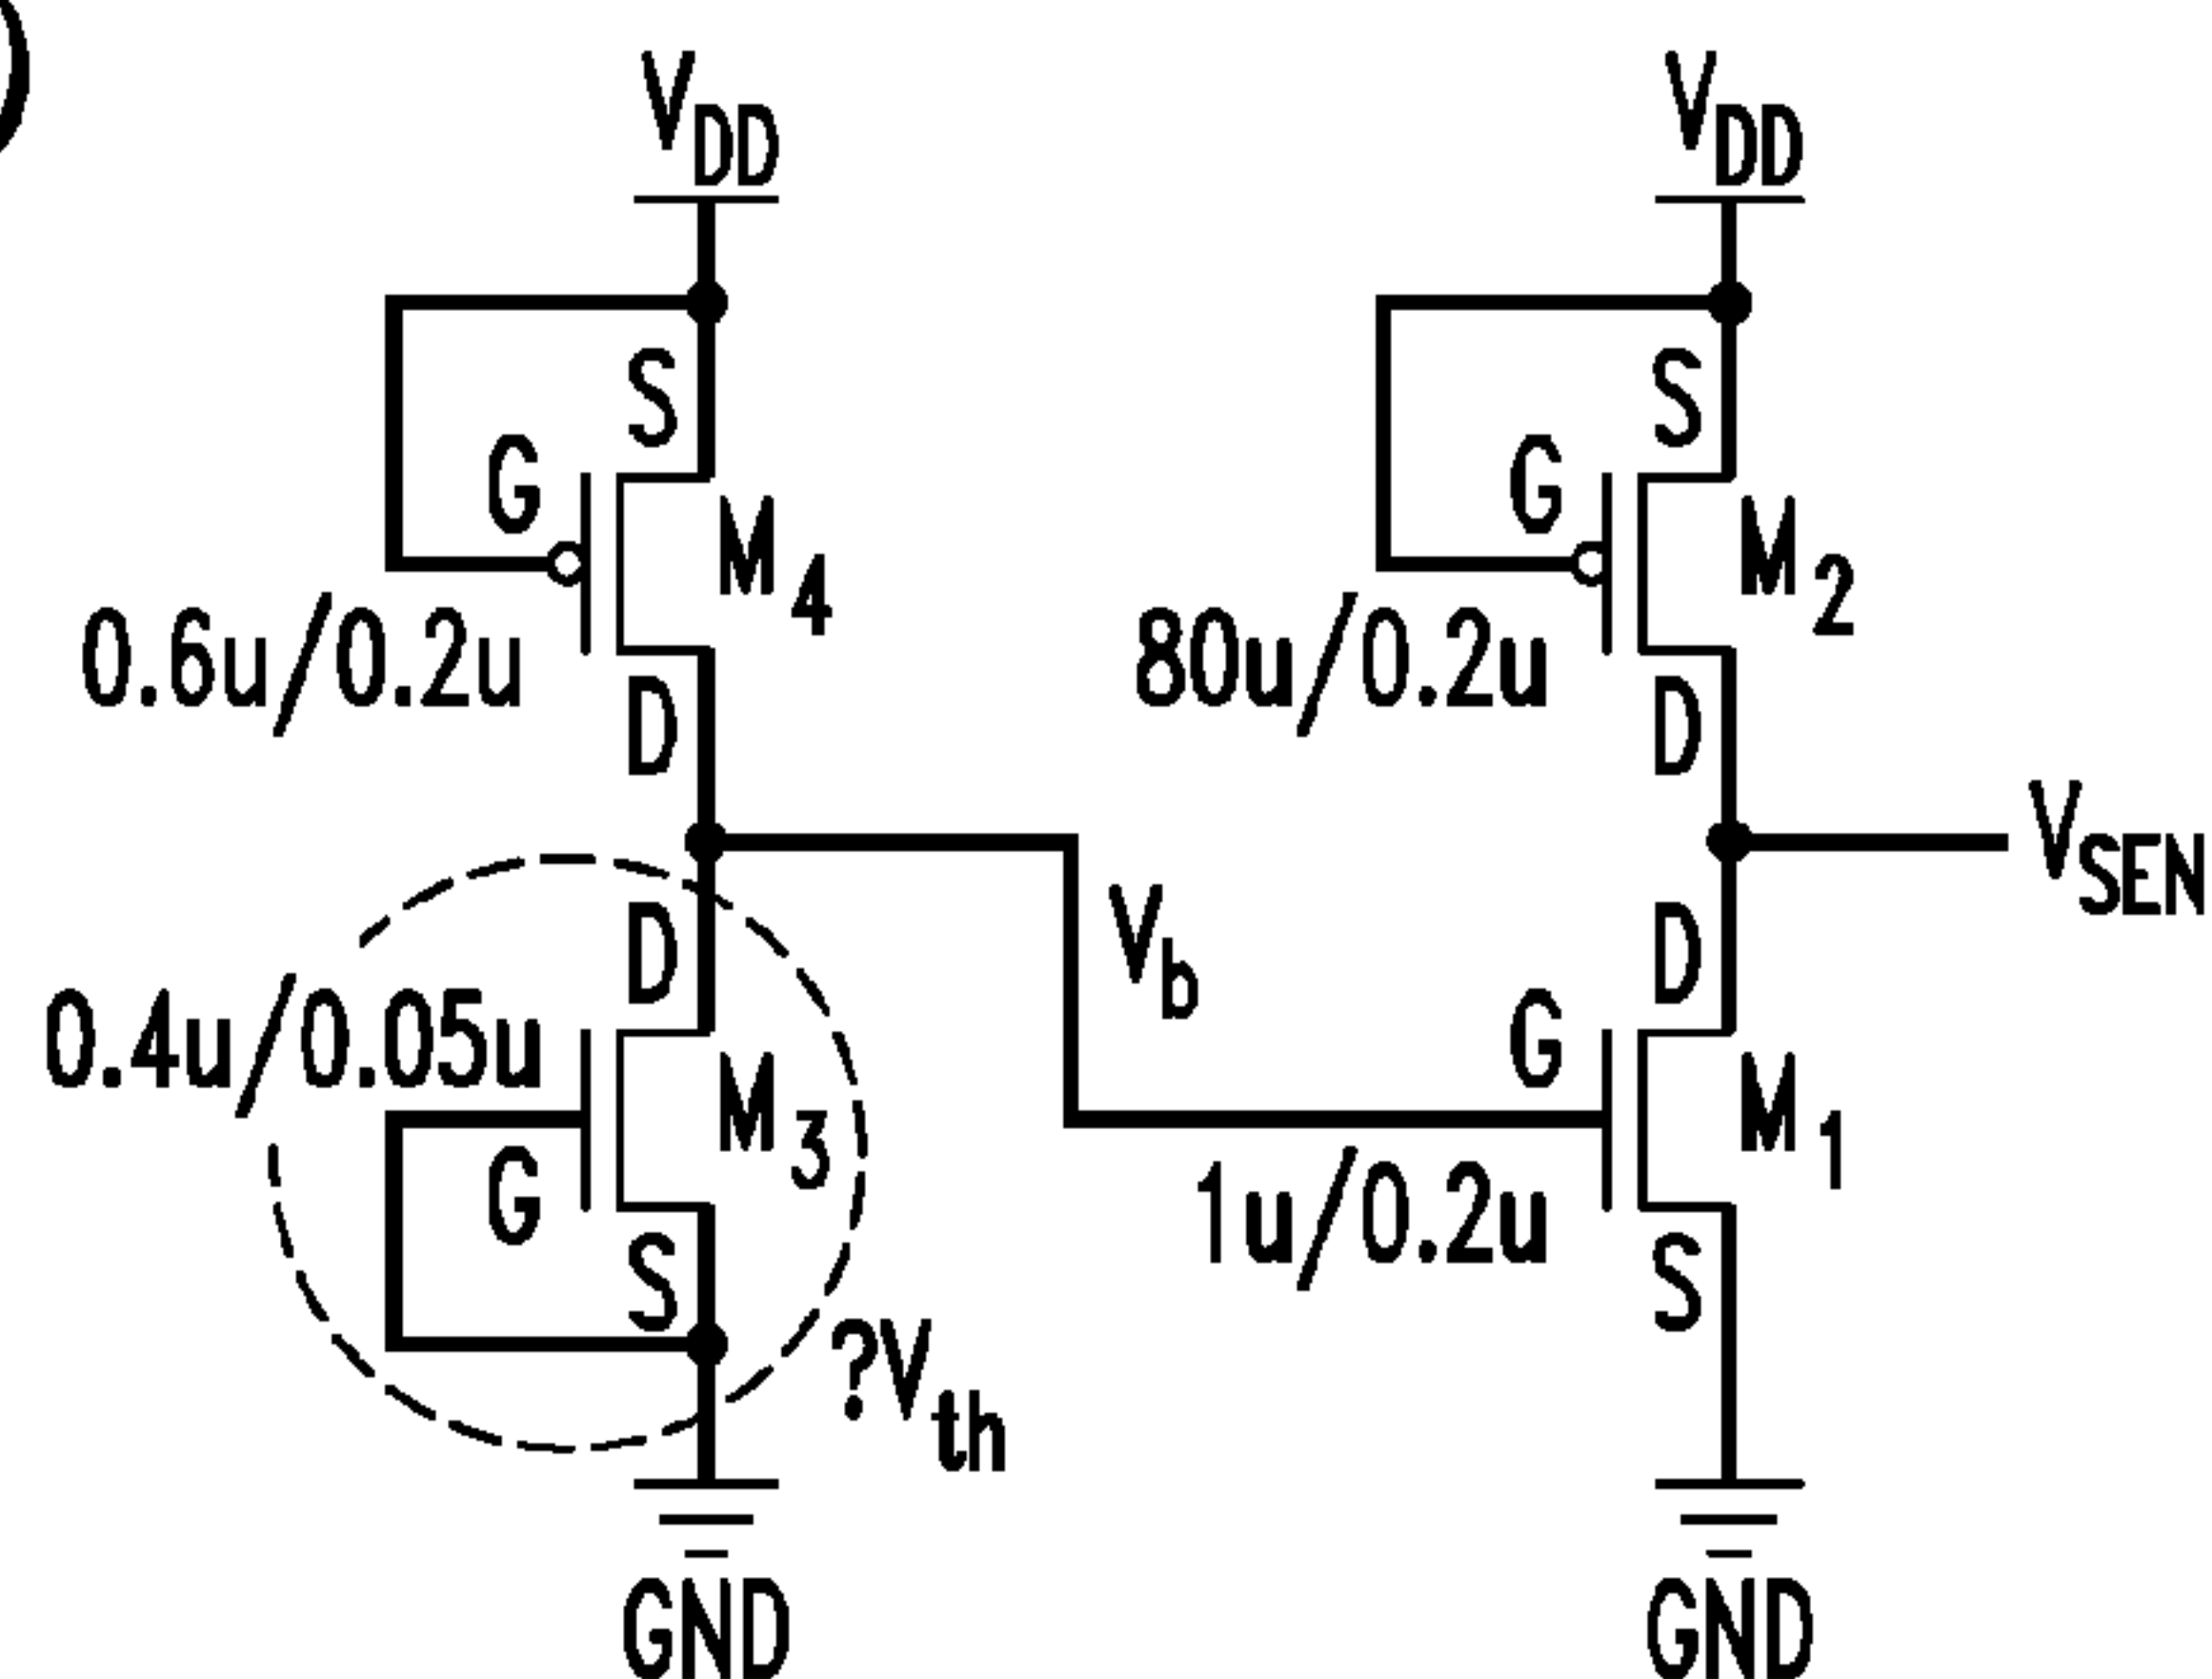 V_DD V_DD
S S
G G
M_4 M_2
0.6u/0.2u 80u/0.2u
D D
V_SEN
V_b
D D
0.4u/0.05u G
M_3 M_1
G 1u/0.2u
S S
?V_th
GND GND